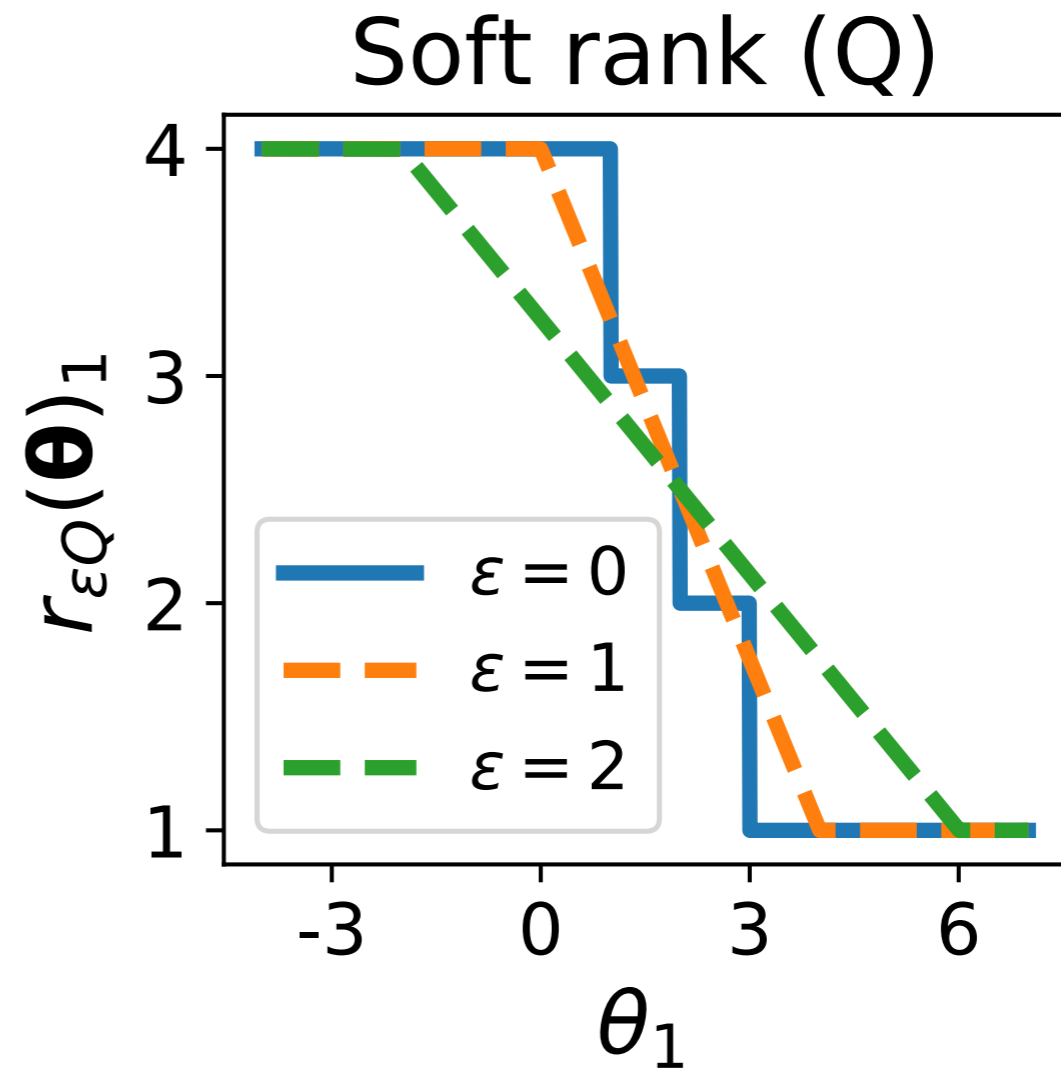 Soft rank (Q)
r_{εQ}(θ)_1
4
3
2
1
ε = 0
ε = 1
ε = 2
-3 0 3 6
θ_1